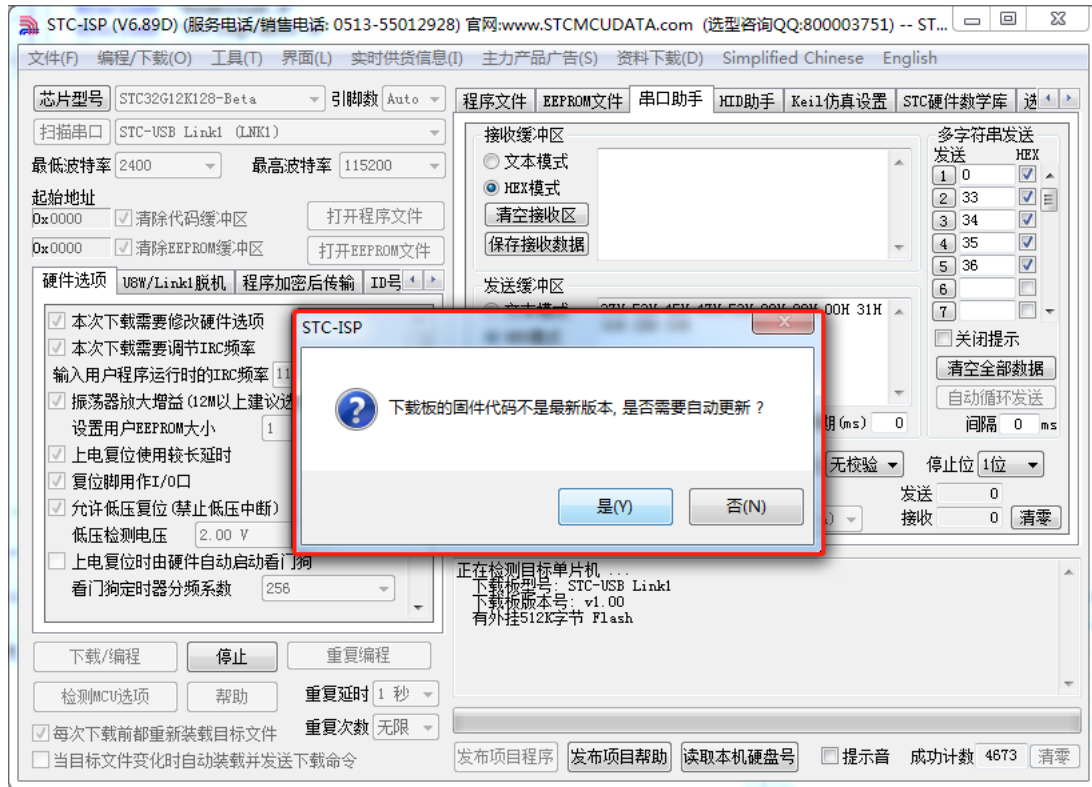 STC-ISP (V6.89D) (服务电话/销售电话: 0513-55012928) 官网:www.STCMCUDATA.com (选型咨询QQ:800003751) -- ST...
文件(F) 编程/下载(O) 工具(T) 界面(L) 实时供货信息(I) 主力产品广告(S) 资料下载(D) Simplified Chinese English
芯片型号 STC32G12K128-Beta 引脚数 Auto
扫描串口 STC-USB Link1 (LNK1)
最低波特率 2400 最高波特率 115200
起始地址
0x0000 清除代码缓冲区 打开程序文件
0x0000 清除EEPROM缓冲区 打开EEPROM文件
硬件选项 U8W/Link1脱机 程序加密后传输 ID号
本次下载需要修改硬件选项
本次下载需要调节IRC频率
输入用户程序运行时的IRC频率 11
振荡器放大增益(12M以上建议选
设置用户EEPROM大小 1
上电复位使用较长延时
复位脚用作I/O口
允许低压复位(禁止低压中断)
低压检测电压 2.00 V
上电复位时由硬件自动启动看门狗
看门狗定时器分频系数 256
下载/编程 停止 重复编程
检测MCU选项 帮助 重复延时 1 秒
每次下载前都重新装载目标文件 重复次数 无限
当目标文件变化时自动装载并发送下载命令
程序文件 EEPROM文件 串口助手 HID助手 Keil仿真设置 STC硬件数学库 选
接收缓冲区
文本模式
HEX模式
清空接收区
保存接收数据
多字符串发送
发送 HEX
1 0
2 33
3 34
4 35
5 36
6
7
关闭提示
清空全部数据
自动循环发送
间隔 0 ms
发送缓冲区
00H 31H
期(ms) 0
无校验 停止位 1位
发送 0
接收 0 清零
STC-ISP
下载板的固件代码不是最新版本, 是否需要自动更新 ?
是(Y) 否(N)
正在检测目标单片机 ...
下载板型号: STC-USB Link1
下载板版本号: v1.00
有外挂512K字节 Flash
发布项目程序 发布项目帮助 读取本机硬盘号 提示音 成功计数 4673 清零